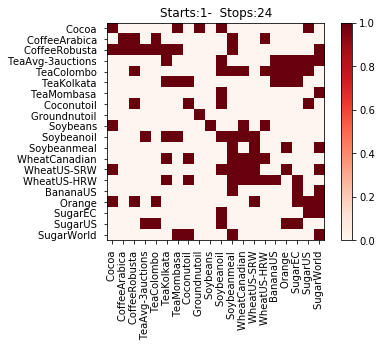 Starts:1-  Stops:24
Cocoa
CoffeeArabica
CoffeeRobusta
TeaAvg-3auctions
TeaColombo
TeaKolkata
TeaMombasa
Coconutoil
Groundnutoil
Soybeans
Soybeanoil
Soybeanmeal
WheatCanadian
WheatUS-SRW
WheatUS-HRW
BananaUS
Orange
SugarEC
SugarUS
SugarWorld
Cocoa
CoffeeArabica
CoffeeRobusta
TeaAvg-3auctions
TeaColombo
TeaKolkata
TeaMombasa
Coconutoil
Groundnutoil
Soybeans
Soybeanoil
Soybeanmeal
WheatCanadian
WheatUS-SRW
WheatUS-HRW
BananaUS
Orange
SugarEC
SugarUS
SugarWorld
1.0
0.8
0.6
0.4
0.2
0.0